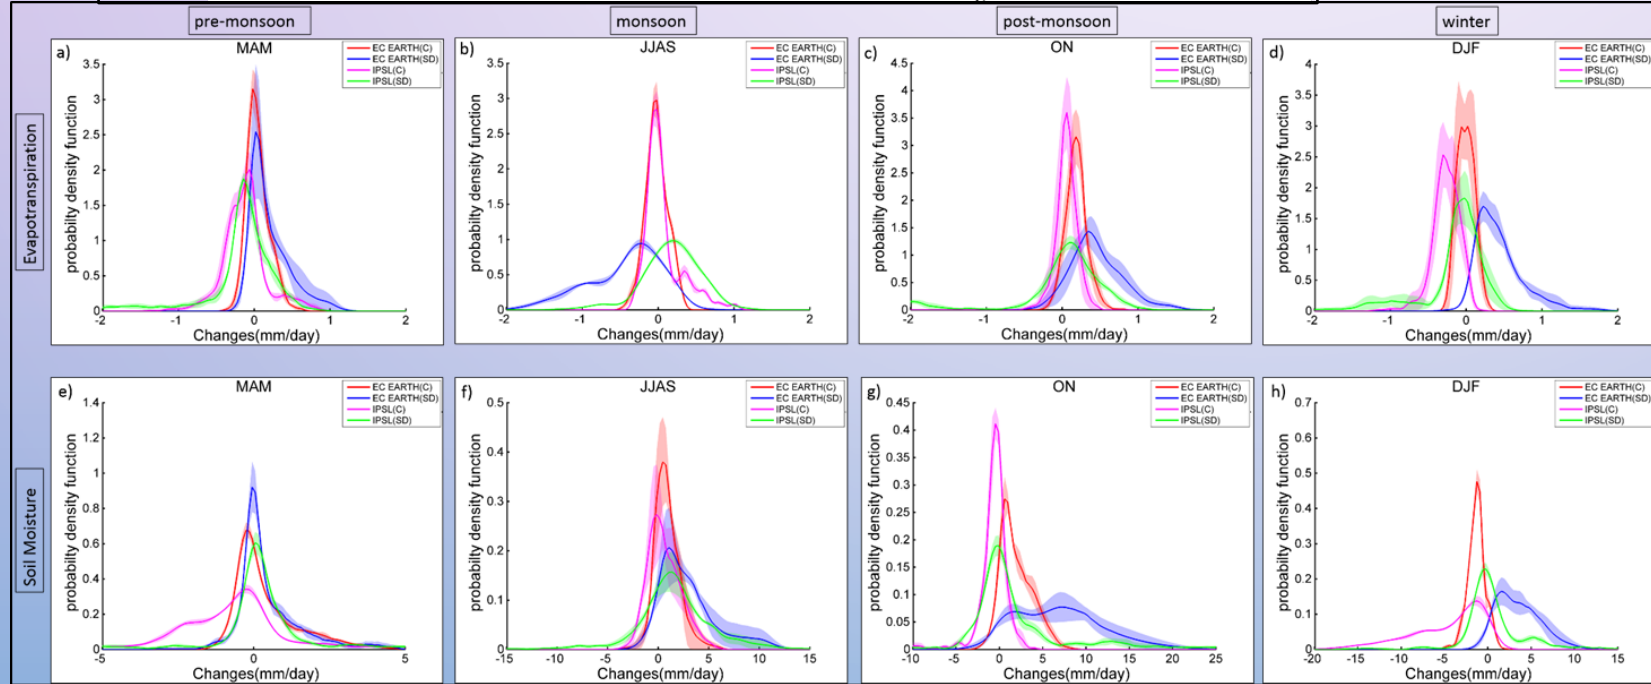 pre-monsoon
monsoon
post-monsoon
winter
Evapotranspiration
Soil Moisture
a)
MAM
EC EARTH(C)
EC EARTH(SD)
IPSL(C)
IPSL(SD)
probability density function
3.5
3
2.5
2
1.5
1
0.5
0
-2
-1
0
1
2
Changes(mm/day)
b)
JJAS
EC EARTH(C)
EC EARTH(SD)
IPSL(C)
IPSL(SD)
probabilty density function
3.5
3
2.5
2
1.5
1
0.5
0
-2
-1
0
1
2
Changes(mm/day)
c)
ON
EC EARTH(C)
EC EARTH(SD)
IPSL(C)
IPSL(SD)
probabilty density function
4.5
4
3.5
3
2.5
2
1.5
1
0.5
0
-2
-1
0
1
2
Changes(mm/day)
d)
DJF
EC EARTH(C)
EC EARTH(SD)
IPSL(C)
IPSL(SD)
probabilty density function
4
3.5
3
2.5
2
1.5
1
0.5
0
-2
-1
0
1
2
Changes(mm/day)
e)
MAM
EC EARTH(C)
EC EARTH(SD)
IPSL(C)
IPSL(SD)
probabilty density function
1.4
1.2
1
0.8
0.6
0.4
0.2
0
-5
0
5
Changes(mm/day)
f)
JJAS
EC EARTH(C)
EC EARTH(SD)
IPSL(C)
IPSL(SD)
probabilty density function
0.5
0.4
0.3
0.2
0.1
0
-15
-10
-5
0
5
10
15
Changes(mm/day)
g)
ON
EC EARTH(C)
EC EARTH(SD)
IPSL(C)
IPSL(SD)
probabilty density function
0.45
0.4
0.35
0.3
0.25
0.2
0.15
0.1
0.05
0
-10
-5
0
5
10
15
20
25
Changes(mm/day)
h)
DJF
EC EARTH(C)
EC EARTH(SD)
IPSL(C)
IPSL(SD)
probabilty density function
0.7
0.6
0.5
0.4
0.3
0.2
0.1
0
-20
-15
-10
-5
0
5
10
15
Changes(mm/day)